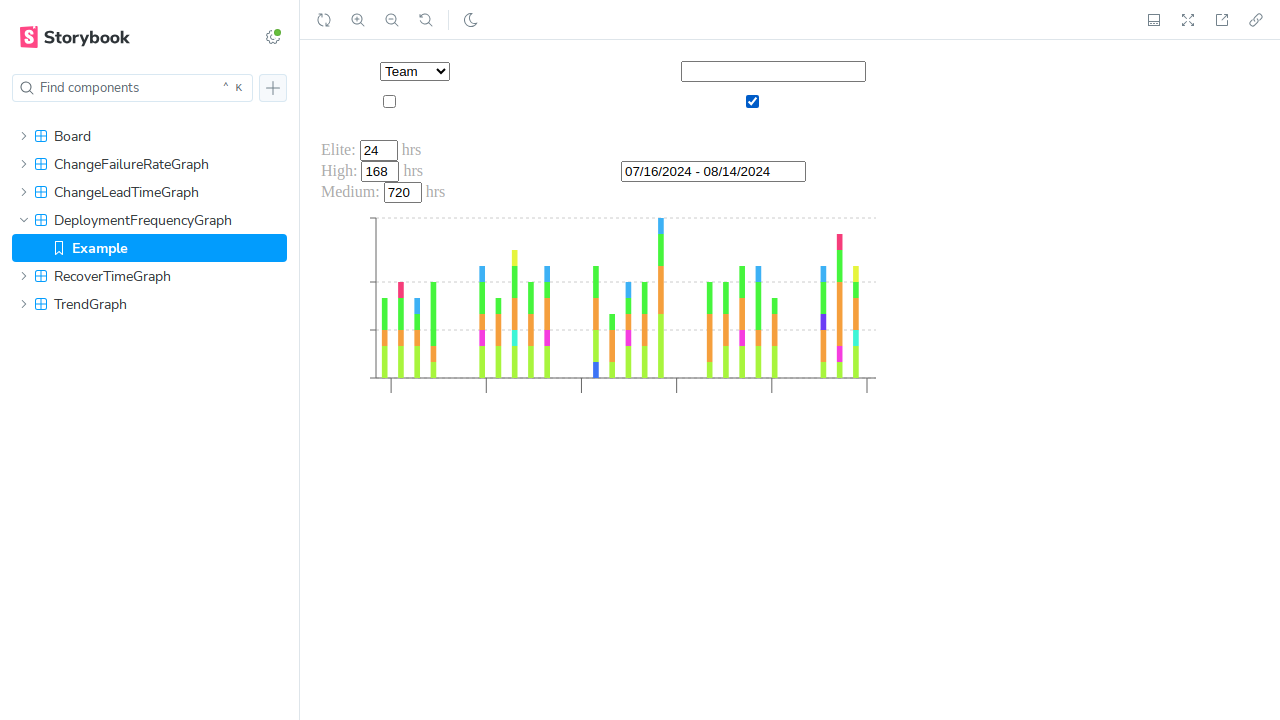 Storybook
Find components
^ K
Board
ChangeFailureRateGraph
ChangeLeadTimeGraph
DeploymentFrequencyGraph
Example
RecoverTimeGraph
TrendGraph
Team
Elite: 24 hrs
High: 168 hrs
07/16/2024 - 08/14/2024
Medium: 720 hrs